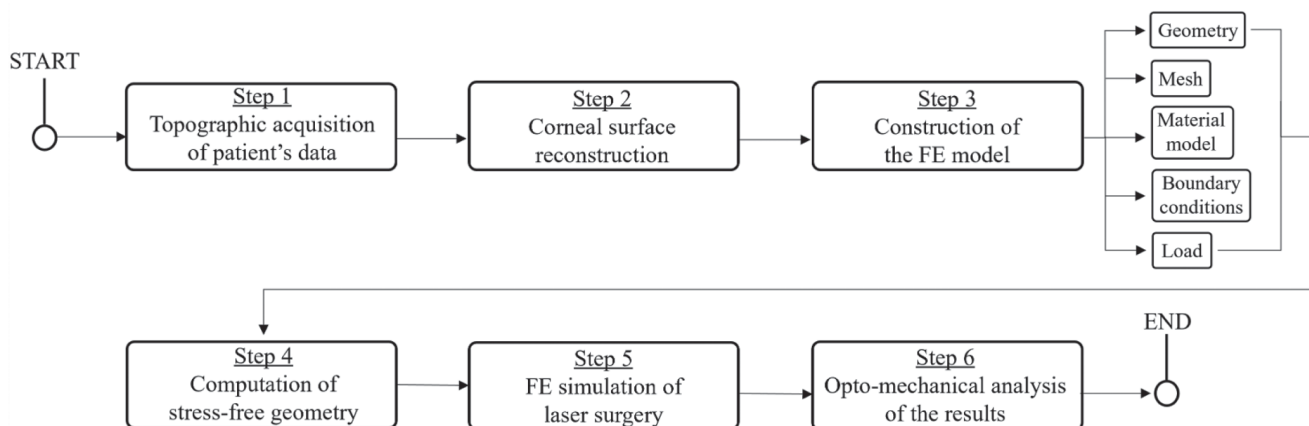 START
Step 1
Topographic acquisition
of patient's data
Step 2
Corneal surface
reconstruction
Step 3
Construction of
the FE model
Geometry
Mesh
Material
model
Boundary
conditions
Load
Step 4
Computation of
stress-free geometry
Step 5
FE simulation of
laser surgery
Step 6
Opto-mechanical analysis
of the results
END